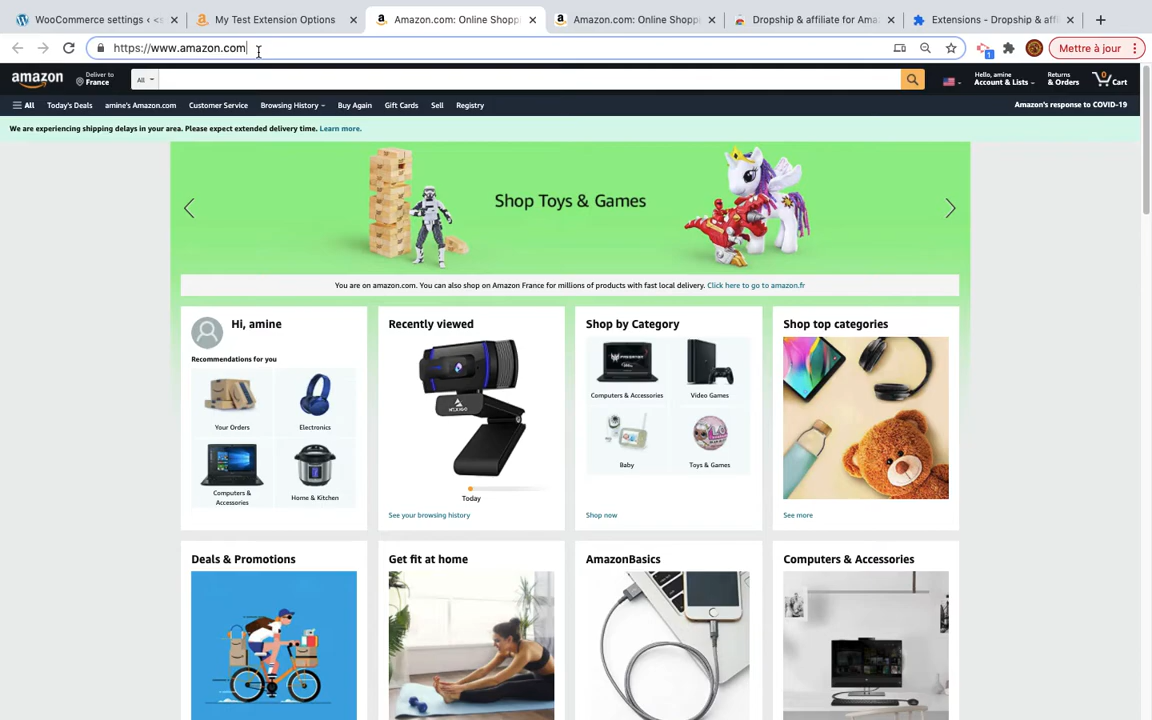 WooCommerce settings ‹ <s
My Test Extension Options
Amazon.com: Online Shoppi
Amazon.com: Online Shoppi
Dropship & affiliate for Ama
Extensions - Dropship & affi
https://www.amazon.com
1
Mettre à jour
amazon
Deliver to
France
All
Hello, amine
Account & Lists
Returns
& Orders
0
Cart
All
Today's Deals
amine's Amazon.com
Customer Service
Browsing History
Buy Again
Gift Cards
Sell
Registry
Amazon's response to COVID-19
We are experiencing shipping delays in your area. Please expect extended delivery time. Learn more.
Shop Toys & Games
You are on amazon.com. You can also shop on Amazon France for millions of products with fast local delivery. Click here to go to amazon.fr
Hi, amine
Recommendations for you
Your Orders
Electronics
Computers &
Accessories
Home & Kitchen
Recently viewed
Today
See your browsing history
Shop by Category
Computers & Accessories
Video Games
Baby
Toys & Games
Shop now
Shop top categories
See more
Deals & Promotions
Get fit at home
AmazonBasics
Computers & Accessories